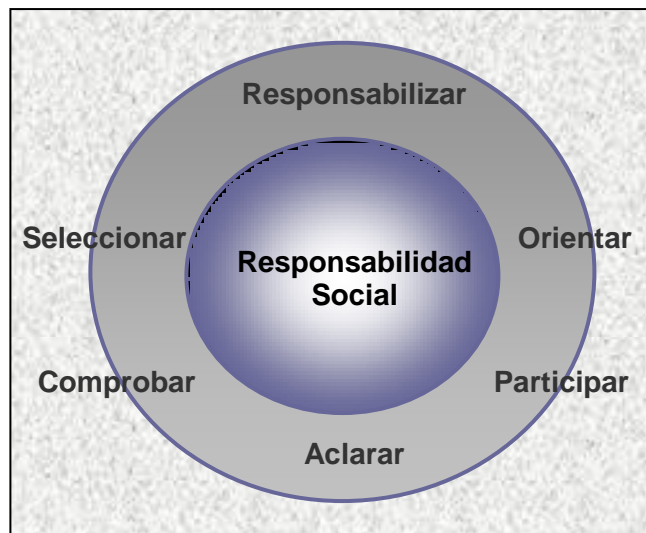 Responsabilizar
Seleccionar
Orientar
Responsabilidad
Social
Comprobar
Participar
Aclarar